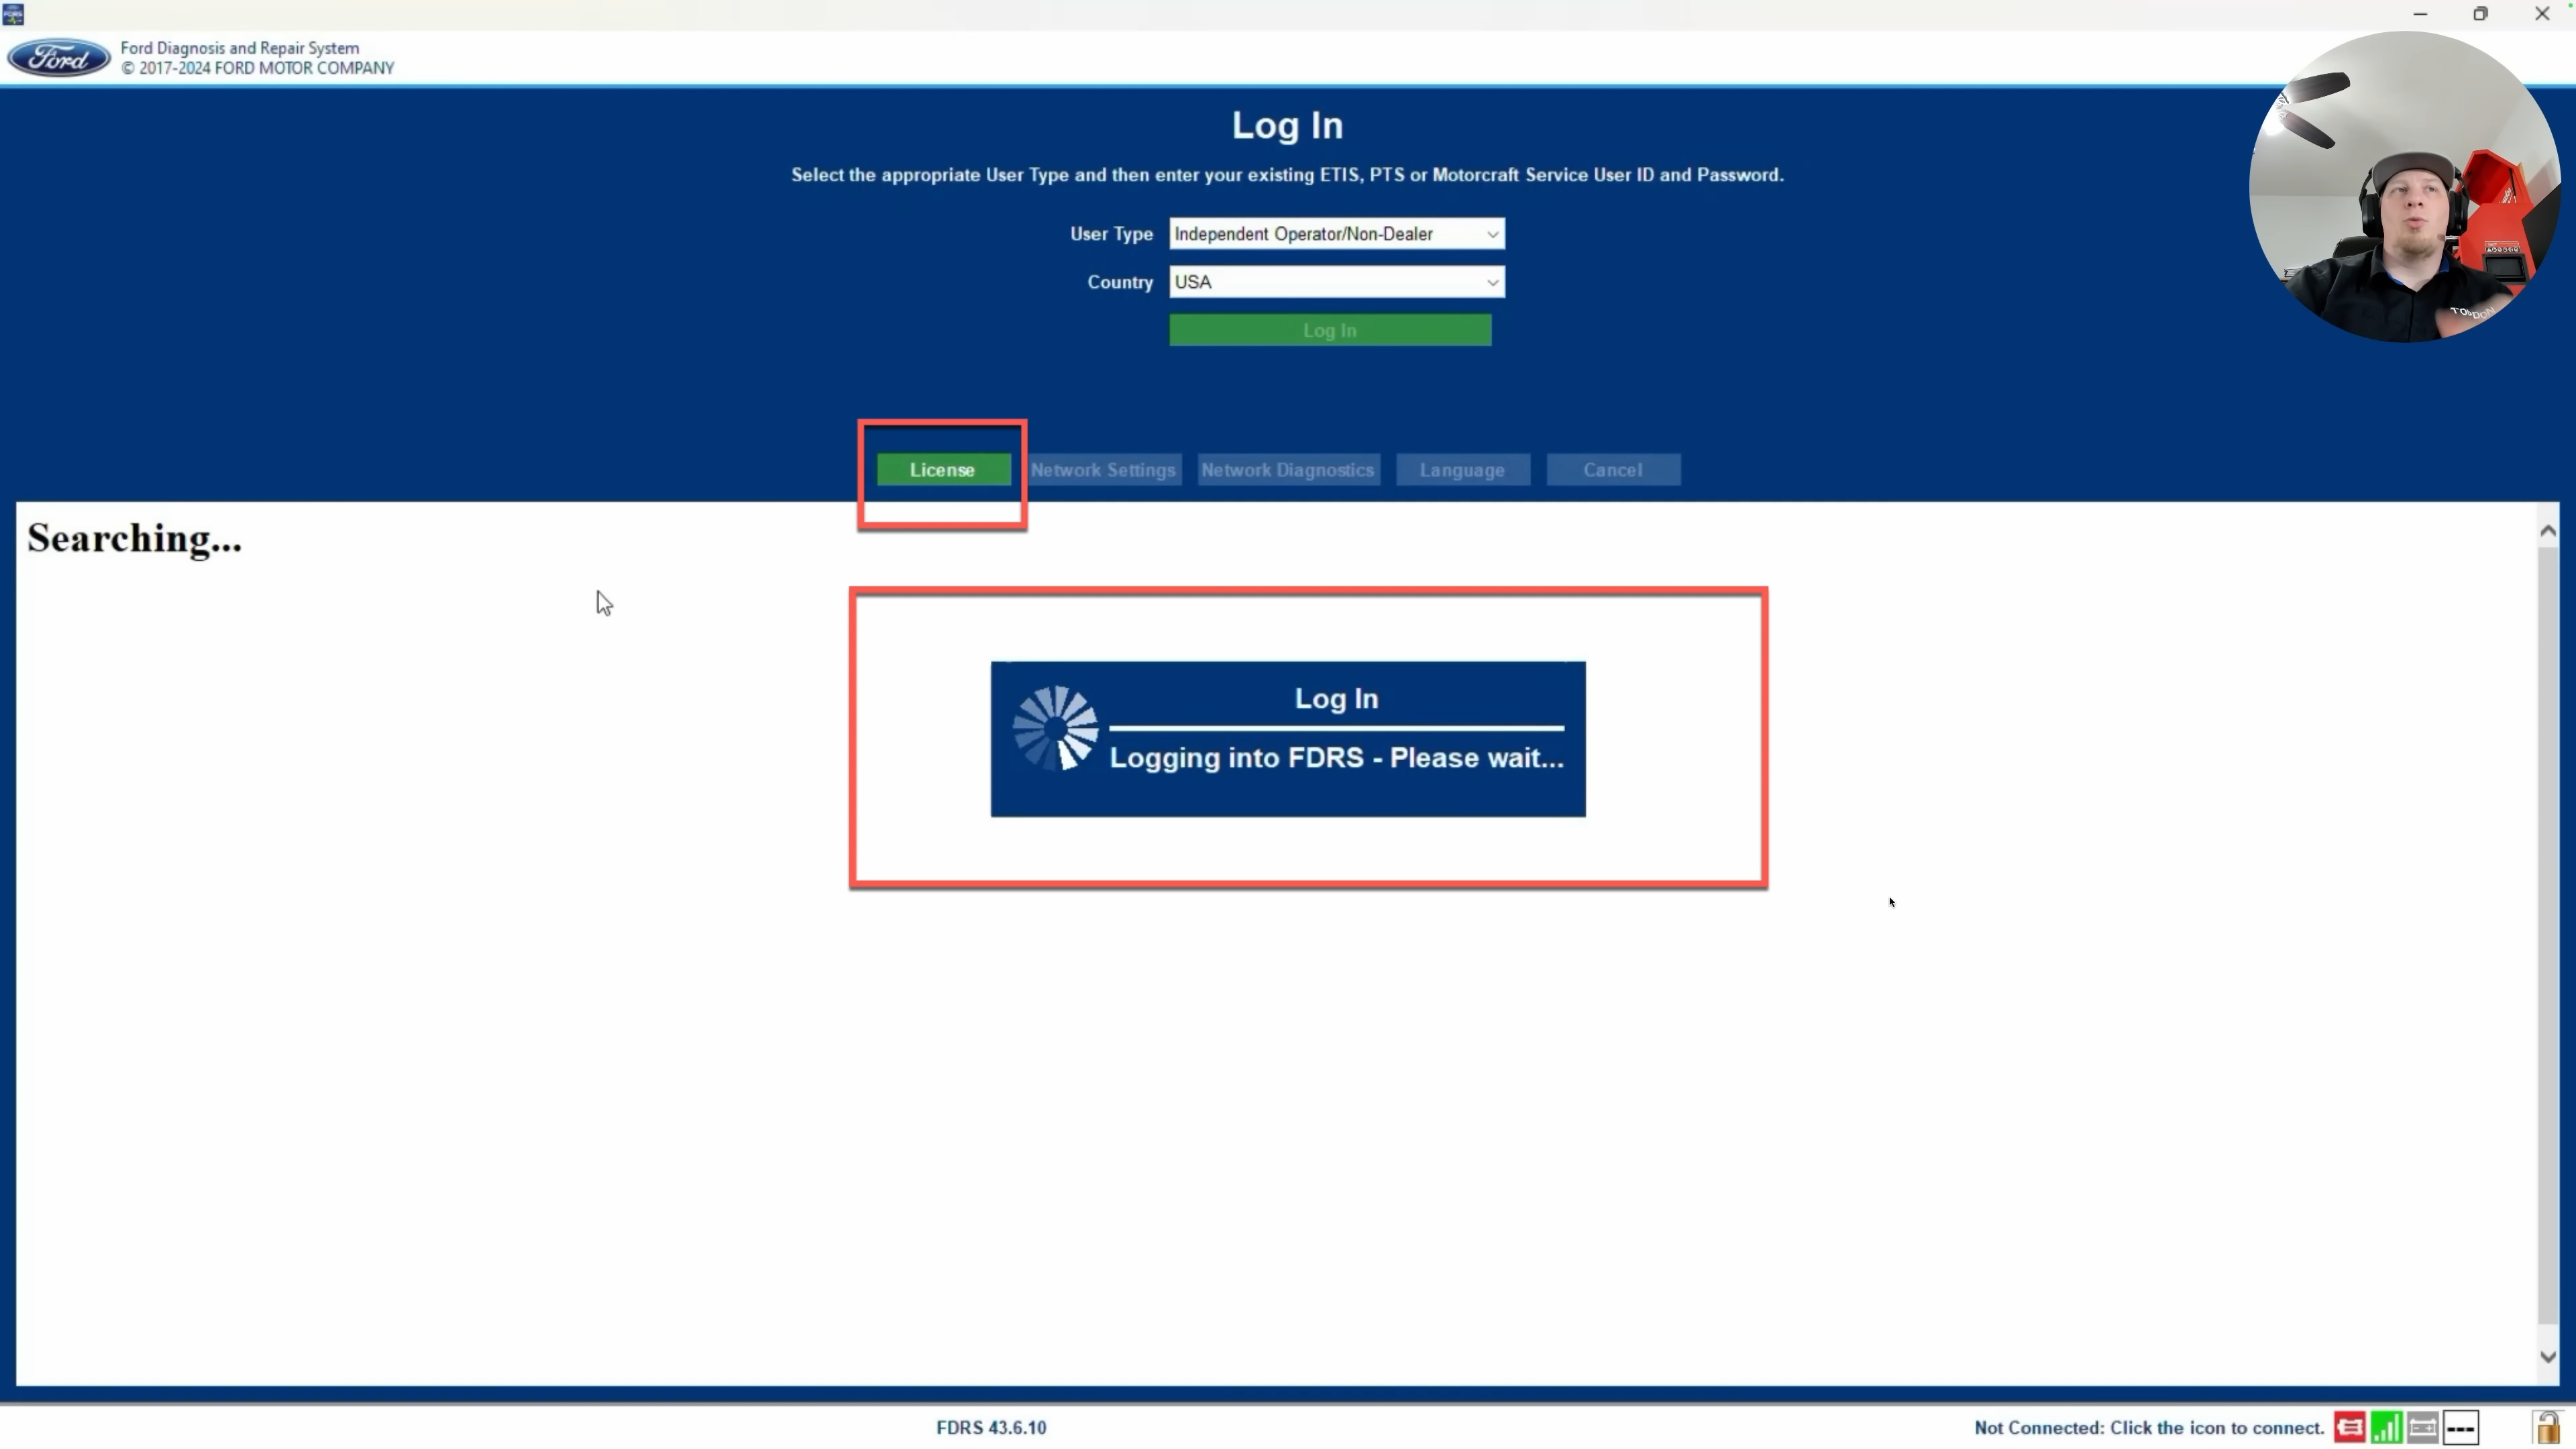 Ford
Ford Diagnosis and Repair System
© 2017-2024 FORD MOTOR COMPANY
Log In
Select the appropriate User Type and then enter your existing ETIS, PTS or Motorcraft Service User ID and Password.
User Type Independent Operator/Non-Dealer
Country USA
Log In
License Network Settings Network Diagnostics Language Cancel
Searching...
Log In
Logging into FDRS - Please wait...
FDRS 43.6.10
Not Connected: Click the icon to connect.
---